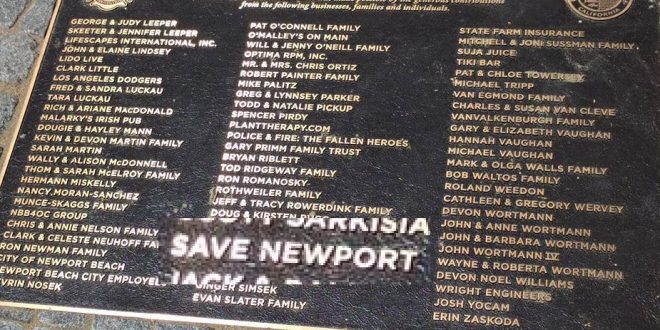 from the following businesses, families and individuals.
CALIFORNIA
GEORGE & JUDY LEEPER
SKEETER & JENNIFER LEEPER
LIFESCAPES INTERNATIONAL, INC.
JOHN & ELAINE LINDSEY
LIDO LIVE
CLARK LITTLE
LOS ANGELES DODGERS
FRED & SANDRA LUCKAU
TARA LUCKAU
RICH & ARIANE MACDONALD
MALARKY'S IRISH PUB
DOUGIE & HAYLEY MANN
KEVIN & DEVON MARTIN FAMILY
SARAH MARTIN
WALLY & ALISON McDONNELL
THOM & SARAH McELROY FAMILY
HERMANN MISKELLY
NANCY MORAN-SANCHEZ
MUNCE-SKAGGS FAMILY
NBB4OC GROUP
CHRIS & ANNIE NELSON FAMILY
CLARK & CELESTE NEUHOFF FAMILY
RON NEWMAN FAMILY
CITY OF NEWPORT BEACH
NEWPORT BEACH CITY EMPLOYE
VRIN NOSEK
PAT O'CONNELL FAMILY
O'MALLEY'S ON MAIN
WILL & JENNY O'NEILL FAMILY
OPTIMA RPM, INC.
MR. & MRS. CHRIS ORTIZ
ROBERT PAINTER FAMILY
MIKE PALITZ
GREG & LYNNSEY PARKER
TODD & NATALIE PICKUP
SPENCER PIRDY
PLANTTHERAPY.COM
POLICE & FIRE: THE FALLEN HEROES
GARY PRIMM FAMILY TRUST
BRYAN RIBLETT
TOD RIDGEWAY FAMILY
RON ROMANOSKY
ROTHWEILER FAMILY
JEFF & TRACY ROWERDINK FAMILY
DOUG & KIRSTEN
SARKISIA
SAVE NEWPORT
JACK
GINGER SIMSEK
EVAN SLATER FAMILY
STATE FARM INSURANCE
MITCHELL & JONI SUSSMAN FAMILY
SUJA JUICE
TIKI BAR
PAT & CHLOE TOWERSEY
MICHAEL TRIPP
VAN EGMOND FAMILY
CHARLES & SUSAN VAN CLEVE
VANVALKENBURGH FAMILY
GARY & ELIZABETH VAUGHAN
HANNAH VAUGHAN
MICHAEL VAUGHAN
MARK & OLGA WALLS FAMILY
BOB WALTOS FAMILY
ROLAND WEEDON
CATHLEEN & GREGORY WERVEY
DEVON WORTMANN
JOHN & ANNE WORTMANN
JOHN & BARBARA WORTMANN
JOHN WORTMANN IV
WAYNE & ROBERTA WORTMANN
DEVON NOEL WILLIAMS
WRIGHT ENGINEERS
JOSH YOCAM
ERIN ZASKODA